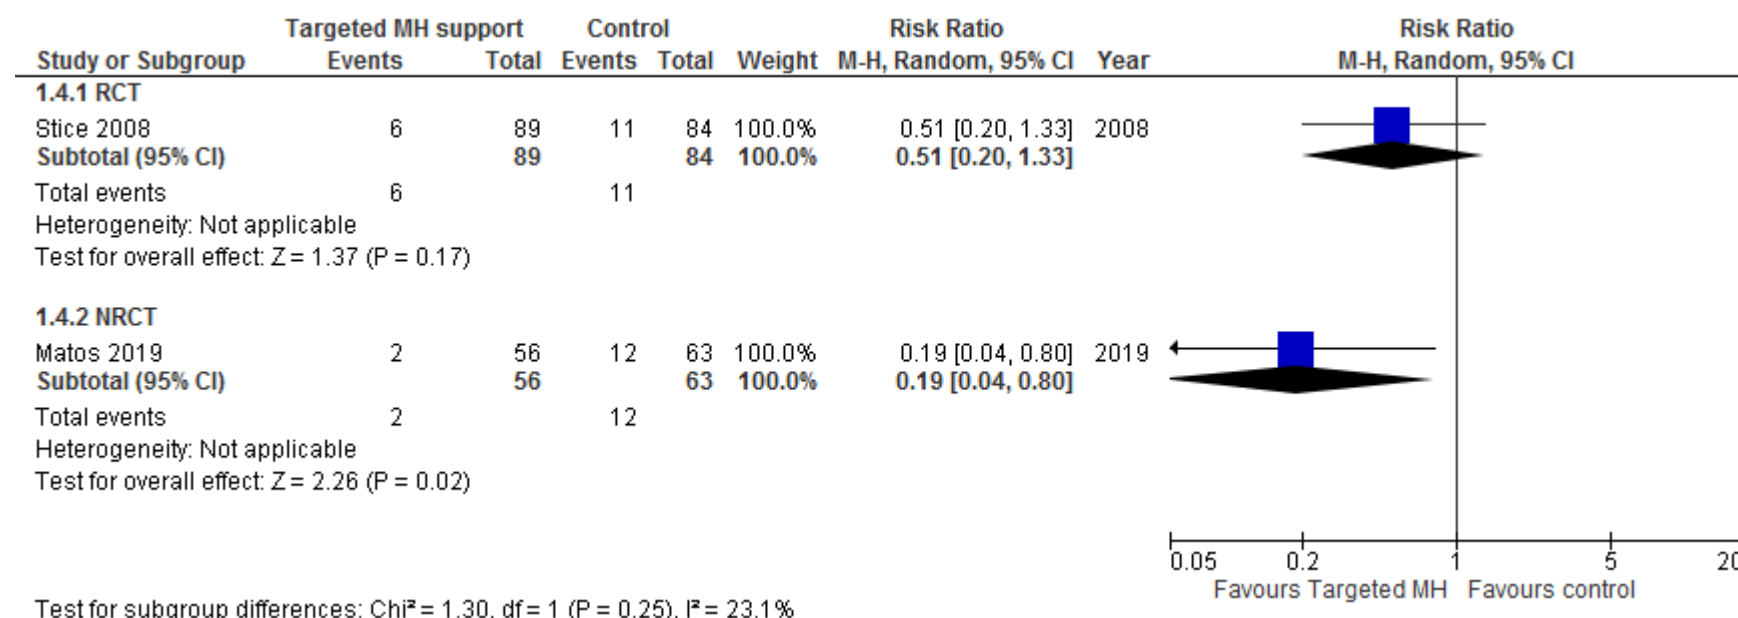 Targeted MH support Control Risk Ratio Risk Ratio
Study or Subgroup Events Total Events Total Weight M-H, Random, 95% CI Year M-H, Random, 95% CI
1.4.1 RCT
Stice 2008 6 89 11 84 100.0% 0.51 [0.20, 1.33] 2008
Subtotal (95% CI) 89 84 100.0% 0.51 [0.20, 1.33]
Total events 6 11
Heterogeneity: Not applicable
Test for overall effect: Z = 1.37 (P = 0.17)
1.4.2 NRCT
Matos 2019 2 56 12 63 100.0% 0.19 [0.04, 0.80] 2019
Subtotal (95% CI) 56 63 100.0% 0.19 [0.04, 0.80]
Total events 2 12
Heterogeneity: Not applicable
Test for overall effect: Z = 2.26 (P = 0.02)
0.05 0.2 1 5 20
Favours Targeted MH Favours control
Test for subgroup differences: Chi² = 1.30, df = 1 (P = 0.25), I² = 23.1%